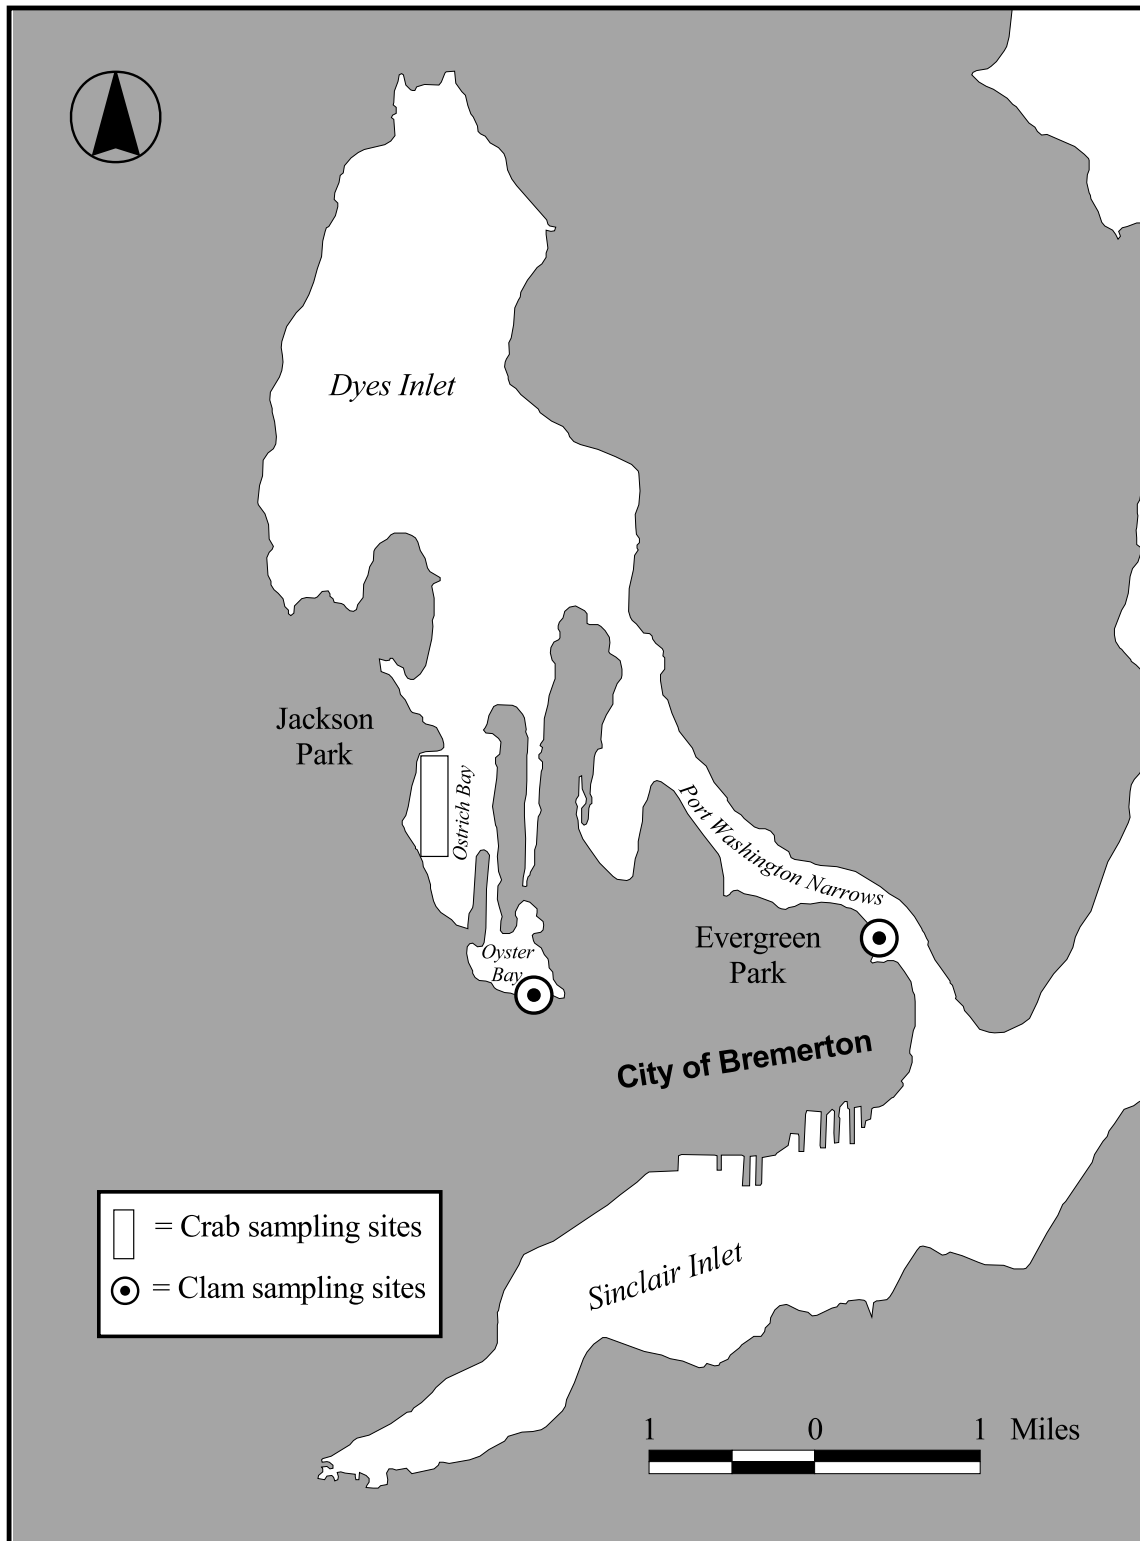 Dyes Inlet
Jackson
Park
Ostrich Bay
Port Washington Narrows
Evergreen
Park
Oyster
Bay
City of Bremerton
= Crab sampling sites
= Clam sampling sites
Sinclair Inlet
1 0 1 Miles